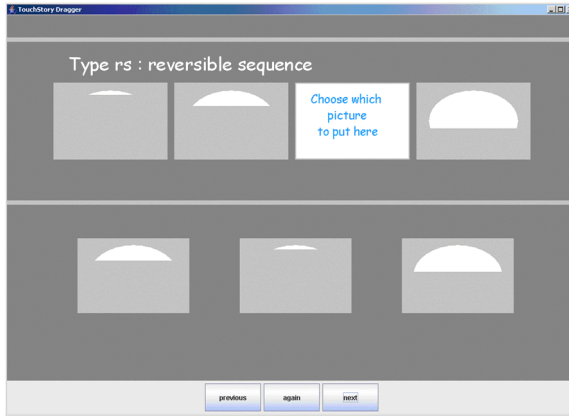 TouchStory Dragger
Type rs : reversible sequence
Choose which
picture
to put here
previous
again
next